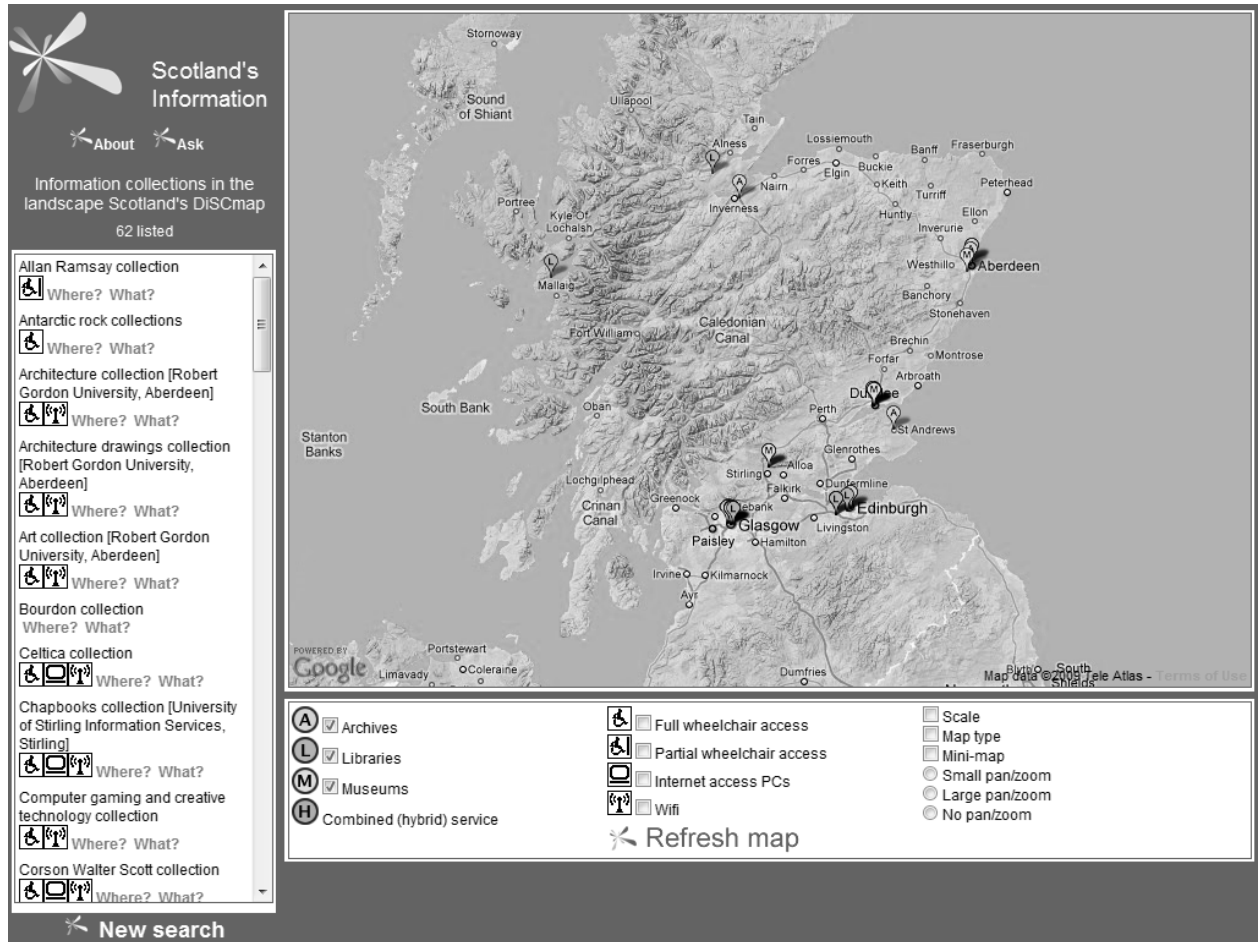 Scotland's
Information
About Ask
Information collections in the
landscape Scotland's DiSCmap
62 listed
Allan Ramsay collection
Where? What?
Antarctic rock collections
Where? What?
Architecture collection [Robert
Gordon University, Aberdeen]
Where? What?
Architecture drawings collection
[Robert Gordon University,
Aberdeen]
Where? What?
Art collection [Robert Gordon
University, Aberdeen]
Where? What?
Bourdon collection
Where? What?
Celtica collection
Where? What?
Chapbooks collection [University
of Stirling Information Services,
Stirling]
Where? What?
Computer gaming and creative
technology collection
Where? What?
Corson Walter Scott collection
Where? What?
New search
Stornoway
Sound
of Shiant
Ullapool
Tain
Alness
L
Lossiemouth
Banff
Fraserburgh
Forres
Elgin
Buckie
A
Nairn
Keith
Turriff
Peterhead
Inverness
Portree
Kyle Of
Lochalsh
Huntly
Ellon
Inverurie
A
M
Westhill
Aberdeen
L
Mallaig
Banchory
Stonehaven
Fort William
Caledonian
Canal
Brechin
Montrose
Forfar
Arbroath
M
South Bank
Oban
Perth
A
St Andrews
Stanton
Banks
M
Glenrothes
Stirling
Alloa
Lochgilphead
Dunfermline
Falkirk
Greenock
Crinan
Canal
L
L
L
ebank
Edinburgh
Glasgow
Livingston
Paisley
Hamilton
Irvine
Kilmarnock
Ayr
POWERED BY
Google
Portstewart
Limavady
Coleraine
Dumfries
South
Shields
Map data ©2009 Tele Atlas - Terms of Use
A Archives
L Libraries
M Museums
H Combined (hybrid) service
Full wheelchair access
Partial wheelchair access
Internet access PCs
Wifi
Refresh map
Scale
Map type
Mini-map
Small pan/zoom
Large pan/zoom
No pan/zoom